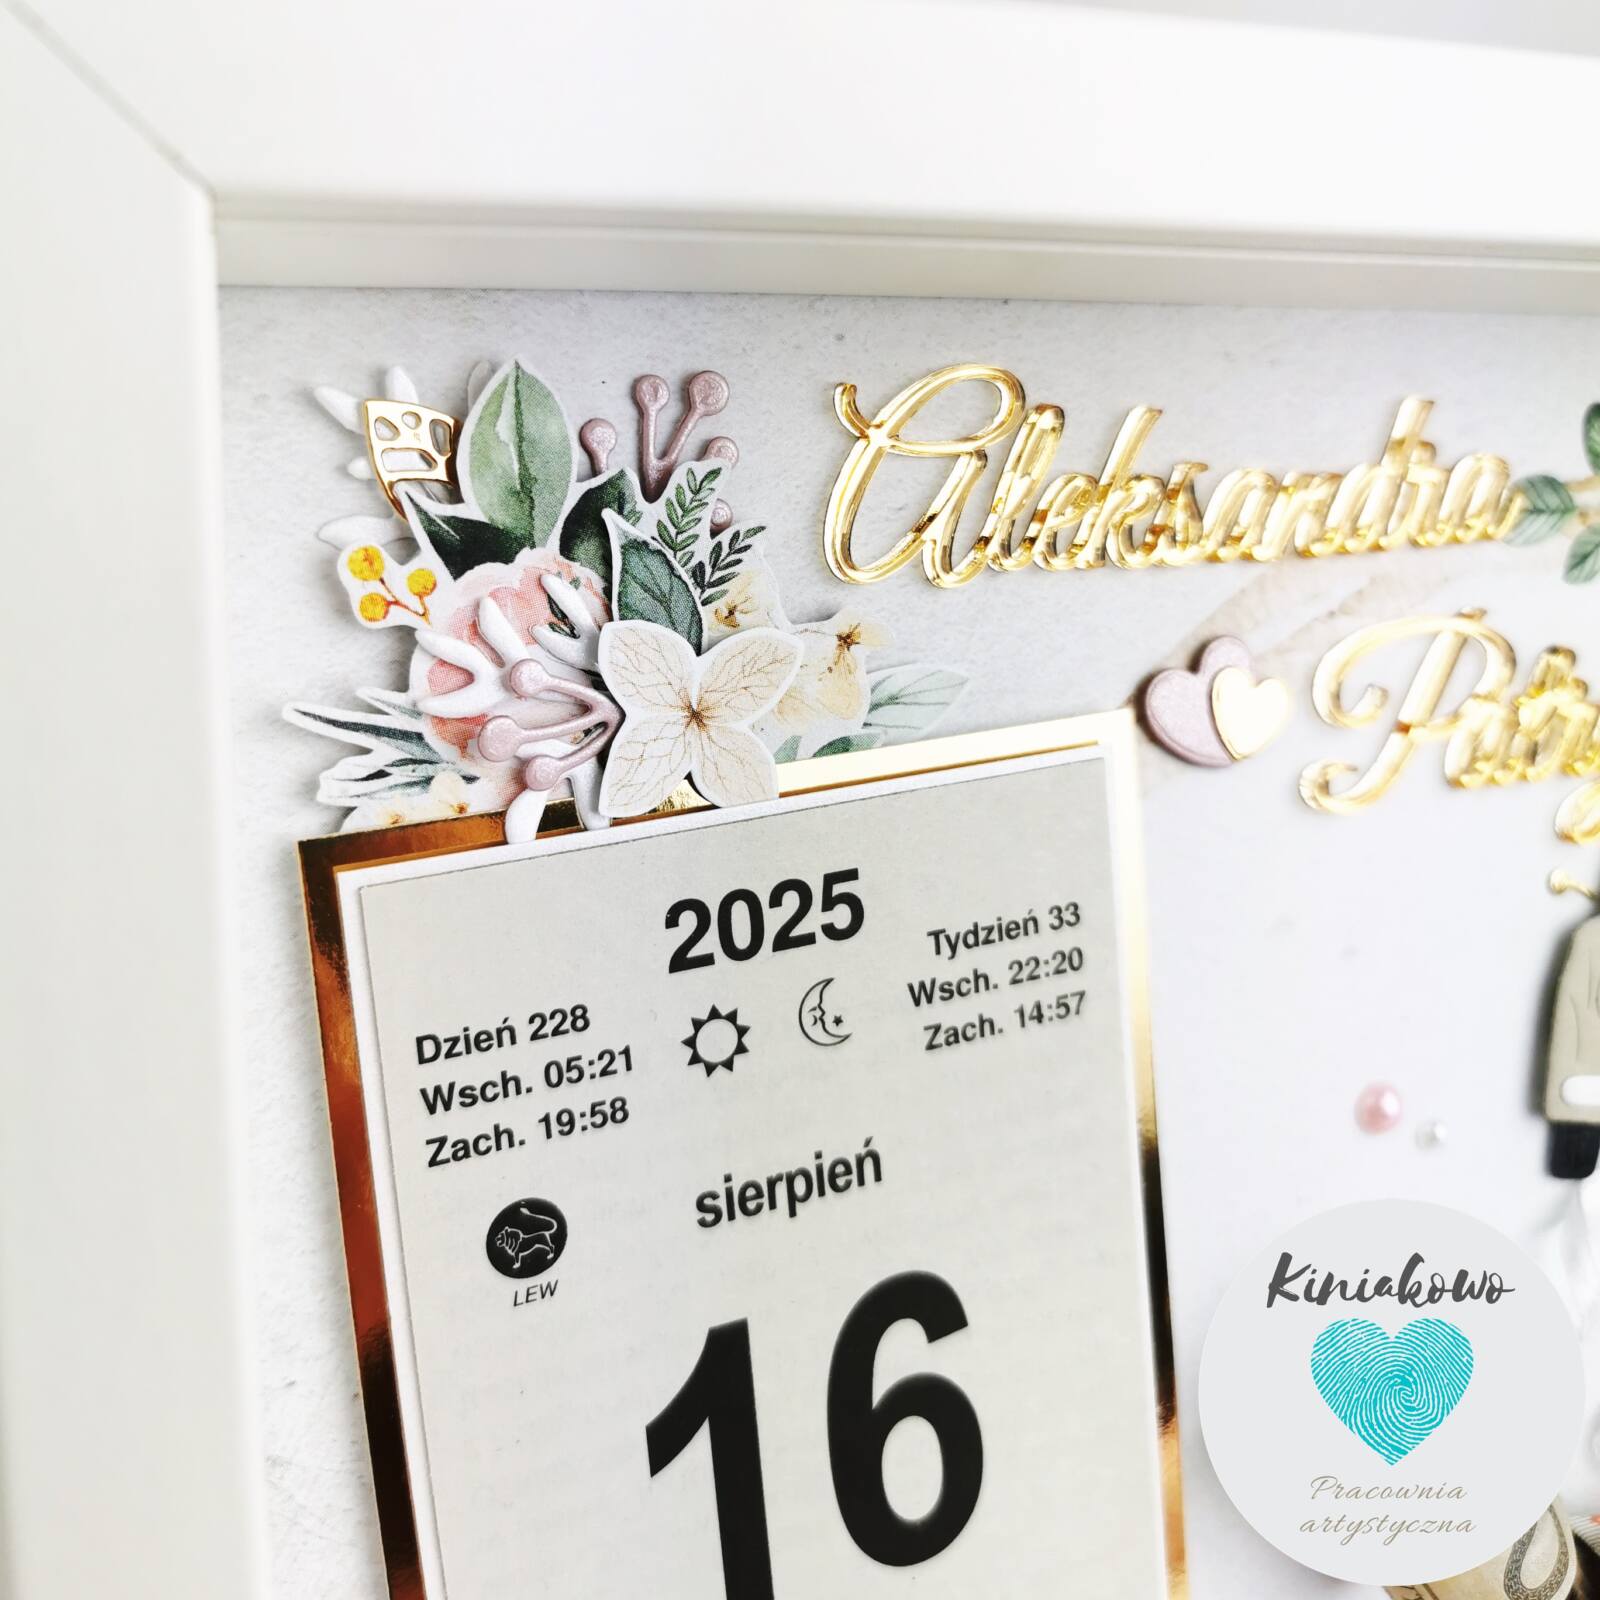 Aleksandra
2025
Dzień 228
Wsch. 05:21
Zach. 19:58
Tydzień 33
Wsch. 22:20
Zach. 14:57
sierpień
LEW
16
Kiniakowo
Pracownia
artystyczna